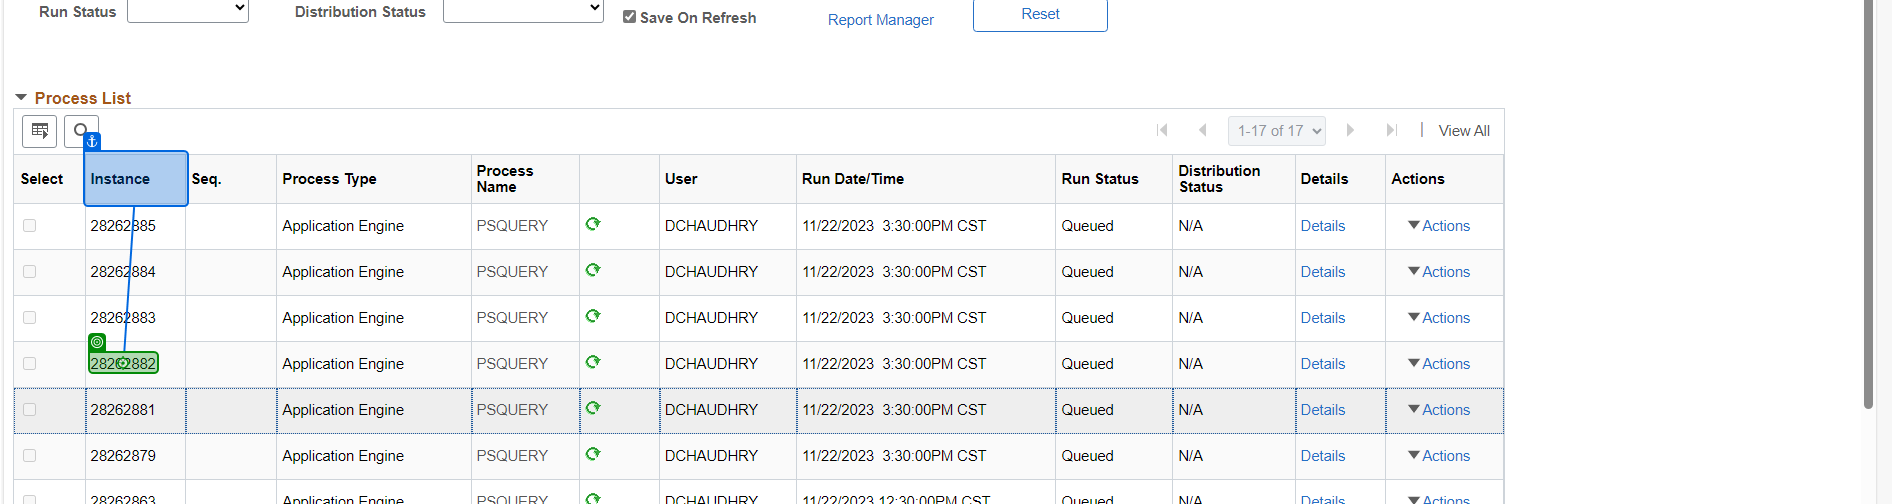 Run Status Distribution Status Save On Refresh Report Manager Reset
Process List
1-17 of 17 View All
Select Instance Seq. Process Type Process Name User Run Date/Time Run Status Distribution Status Details Actions
28262885 Application Engine PSQUERY DCHAUDHRY 11/22/2023 3:30:00PM CST Queued N/A Details Actions
28262884 Application Engine PSQUERY DCHAUDHRY 11/22/2023 3:30:00PM CST Queued N/A Details Actions
28262883 Application Engine PSQUERY DCHAUDHRY 11/22/2023 3:30:00PM CST Queued N/A Details Actions
28262882 Application Engine PSQUERY DCHAUDHRY 11/22/2023 3:30:00PM CST Queued N/A Details Actions
28262881 Application Engine PSQUERY DCHAUDHRY 11/22/2023 3:30:00PM CST Queued N/A Details Actions
28262879 Application Engine PSQUERY DCHAUDHRY 11/22/2023 3:30:00PM CST Queued N/A Details Actions
28262863 Application Engine PSQUERY DCHAUDHRY 11/22/2023 12:30:00PM CST Queued N/A Details Actions